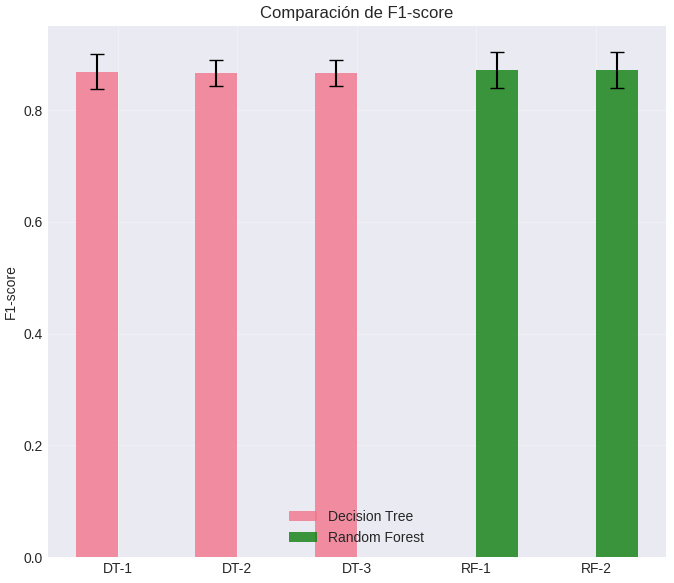 Comparación de F1-score
F1-score
0.8
0.6
0.4
0.2
0.0
Decision Tree
Random Forest
DT-1 DT-2 DT-3 RF-1 RF-2